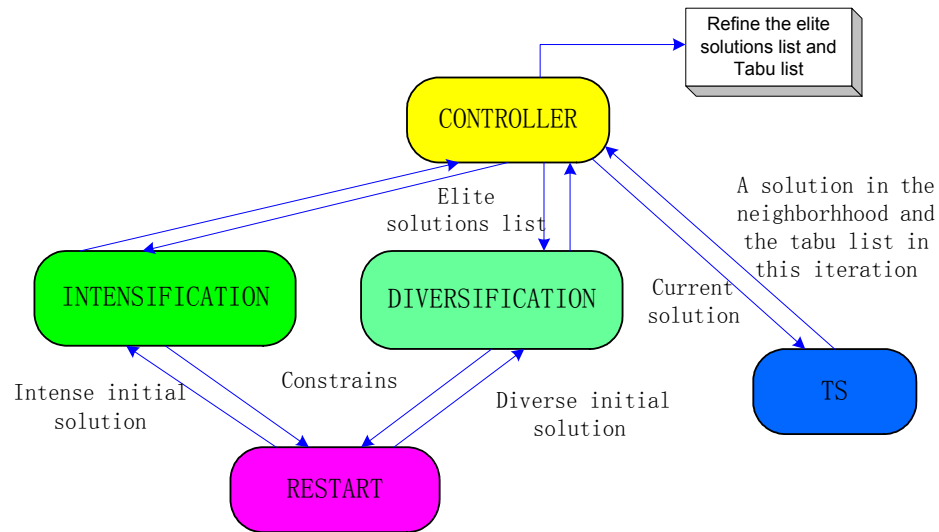 Refine the elite
solutions list and
Tabu list
CONTROLLER
Elite
solutions list
A solution in the
neighborhhood and
the tabu list in
this iteration
INTENSIFICATION
DIVERSIFICATION
Current
solution
Intense initial
solution
Constrains
Diverse initial
solution
TS
RESTART